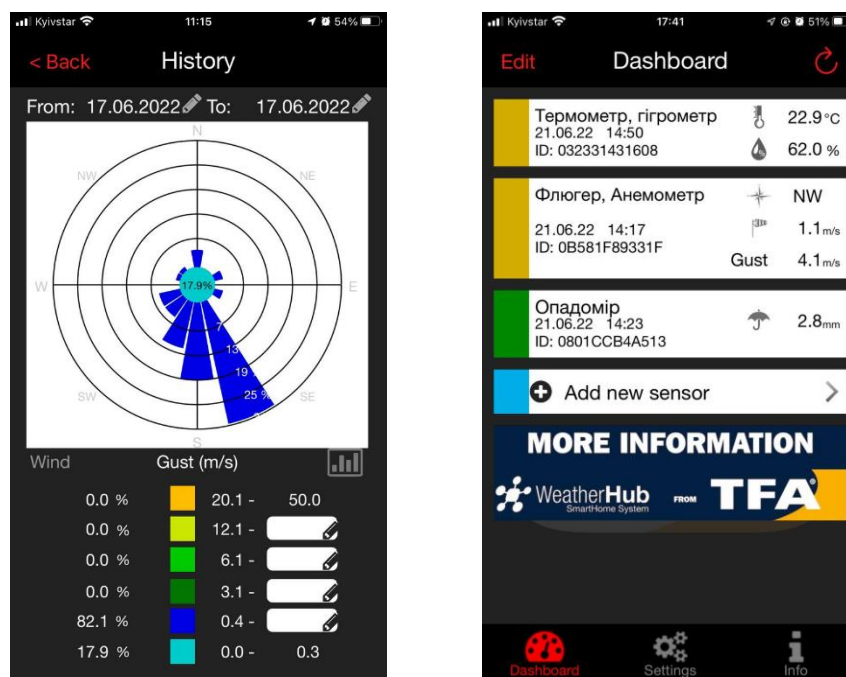 Kyivstar 11:15 54%
< Back History
From: 17.06.2022 To: 17.06.2022
N
NW NE
W 17.9% E
7
13
19
25 %
SW SE
S
Wind Gust (m/s)
0.0 % 20.1 - 50.0
0.0 % 12.1 -
0.0 % 6.1 -
0.0 % 3.1 -
82.1 % 0.4 -
17.9 % 0.0 - 0.3
Kyivstar 17:41 51%
Edit Dashboard
Термометр, гігрометр 22.9 °C
21.06.22 14:50
ID: 032331431608 62.0 %
Флюгер, Анемометр NW
21.06.22 14:17 1.1 m/s
ID: 0B581F89331F
Gust 4.1 m/s
Опадомір
21.06.22 14:23 2.8 mm
ID: 0801CCB4A513
Add new sensor
MORE INFORMATION
WeatherHub FROM TFA
SmartHome System
Dashboard Settings Info